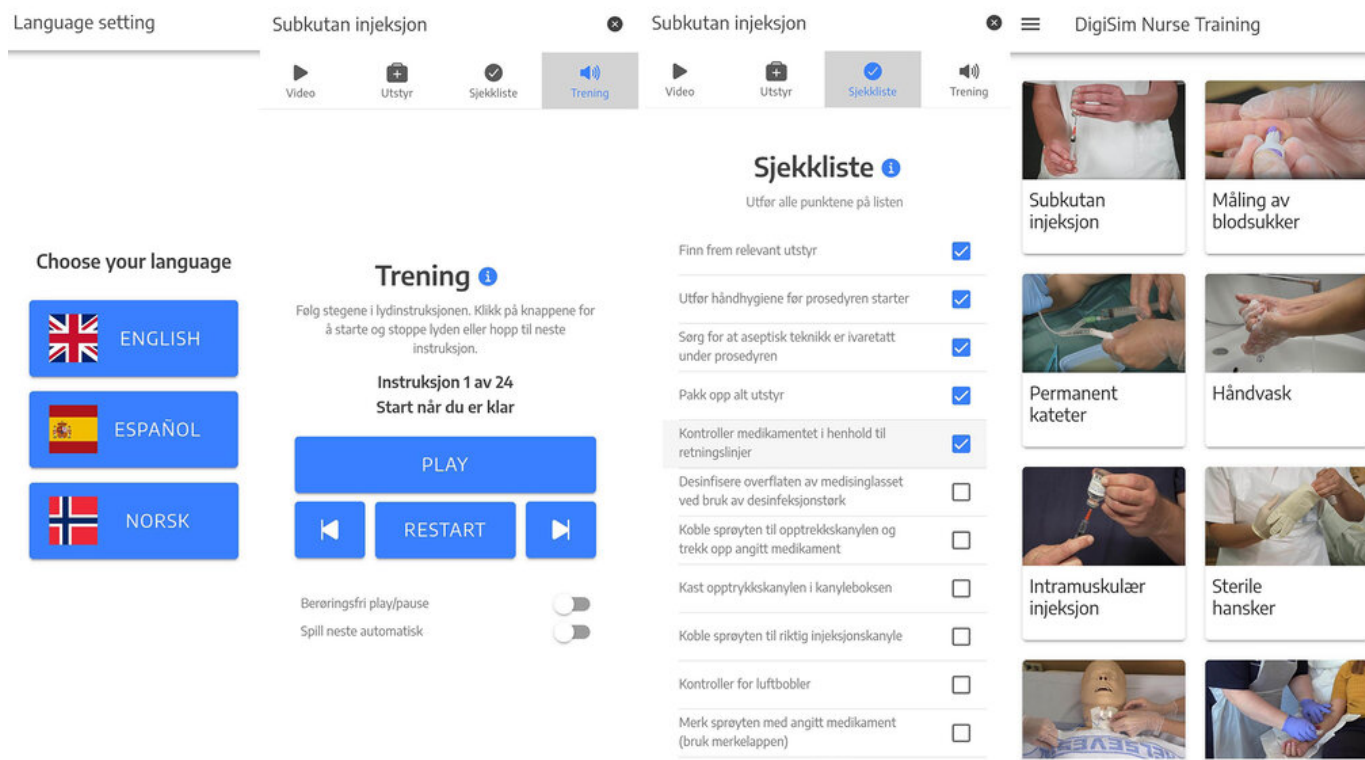 Language setting
Choose your language
ENGLISH
ESPAÑOL
NORSK
Subkutan injeksjon
Video
Utstyr
Sjekkliste
Trening
Trening
Følg stegene i lydinstruksjonen. Klikk på knappene for
å starte og stoppe lyden eller hopp til neste
instruksjon.
Instruksjon 1 av 24
Start når du er klar
PLAY
RESTART
Berøringsfri play/pause
Spill neste automatisk
Subkutan injeksjon
Video
Utstyr
Sjekkliste
Trening
Sjekkliste
Utfør alle punktene på listen
Finn frem relevant utstyr
Utfør håndhygiene før prosedyren starter
Sørg for at aseptisk teknikk er ivaretatt
under prosedyren
Pakk opp alt utstyr
Kontroller medikamentet i henhold til
retningslinjer
Desinfisere overflaten av medisinglasset
ved bruk av desinfeksjonstørk
Koble sprøyten til opptrekkskanylen og
trekk opp angitt medikament
Kast opptrykkskanylen i kanyleboksen
Koble sprøyten til riktig injeksjonskanyle
Kontroller for luftbobler
Merk sprøyten med angitt medikament
(bruk merkelappen)
DigiSim Nurse Training
Subkutan
injeksjon
Måling av
blodsukker
Permanent
kateter
Håndvask
Intramuskulær
injeksjon
Sterile
hansker